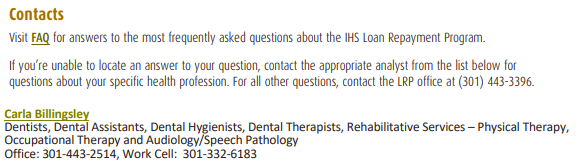 Contacts
Visit FAQ for answers to the most frequently asked questions about the IHS Loan Repayment Program.
If you're unable to locate an answer to your question, contact the appropriate analyst from the list below for
questions about your specific health profession. For all other questions, contact the LRP office at (301) 443-3396.
Carla Billingsley
Dentists, Dental Assistants, Dental Hygienists, Dental Therapists, Rehabilitative Services – Physical Therapy,
Occupational Therapy and Audiology/Speech Pathology
Office: 301-443-2514, Work Cell:  301-332-6183